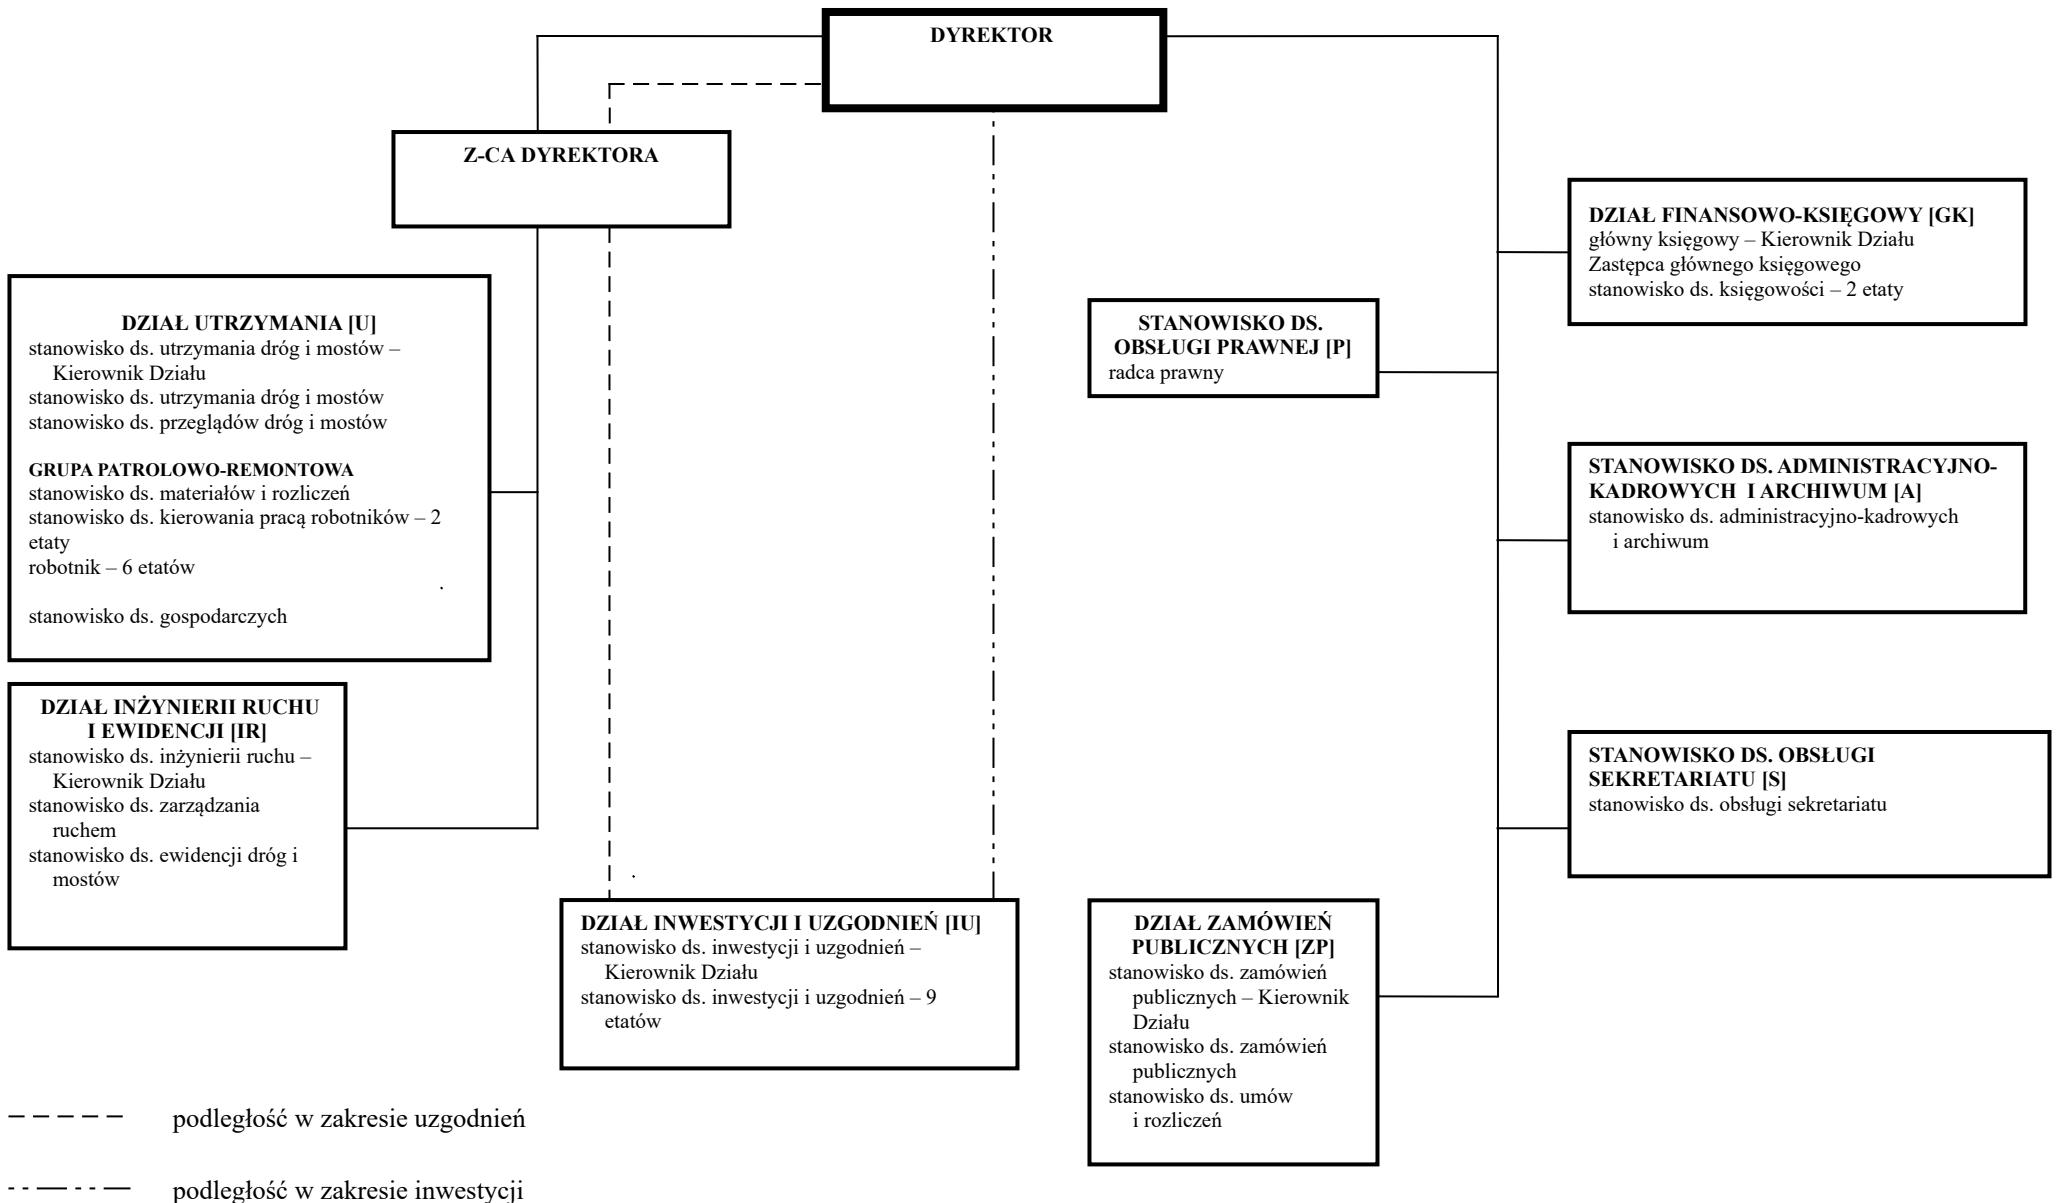 DYREKTOR
Z-CA DYREKTORA
DZIAŁ FINANSOWO-KSIĘGOWY [GK]
główny księgowy – Kierownik Działu
Zastępca głównego księgowego
stanowisko ds. księgowości – 2 etaty
DZIAŁ UTRZYMANIA [U]
stanowisko ds. utrzymania dróg i mostów –
Kierownik Działu
stanowisko ds. utrzymania dróg i mostów
stanowisko ds. przeglądów dróg i mostów
GRUPA PATROLOWO-REMONTOWA
stanowisko ds. materiałów i rozliczeń
stanowisko ds. kierowania pracą robotników – 2
etaty
robotnik – 6 etatów
.
stanowisko ds. gospodarczych
STANOWISKO DS.
OBSŁUGI PRAWNEJ [P]
radca prawny
STANOWISKO DS. ADMINISTRACYJNO-
KADROWYCH I ARCHIWUM [A]
stanowisko ds. administracyjno-kadrowych
i archiwum
DZIAŁ INŻYNIERII RUCHU
I EWIDENCJI [IR]
stanowisko ds. inżynierii ruchu –
Kierownik Działu
stanowisko ds. zarządzania
ruchem
stanowisko ds. ewidencji dróg i
mostów
STANOWISKO DS. OBSŁUGI
SEKRETARIATU [S]
stanowisko ds. obsługi sekretariatu
.
DZIAŁ INWESTYCJI I UZGODNIEŃ [IU]
stanowisko ds. inwestycji i uzgodnień –
Kierownik Działu
stanowisko ds. inwestycji i uzgodnień – 9
etatów
DZIAŁ ZAMÓWIEŃ
PUBLICZNYCH [ZP]
stanowisko ds. zamówień
publicznych – Kierownik
Działu
stanowisko ds. zamówień
publicznych
stanowisko ds. umów
i rozliczeń
podległość w zakresie uzgodnień
podległość w zakresie inwestycji